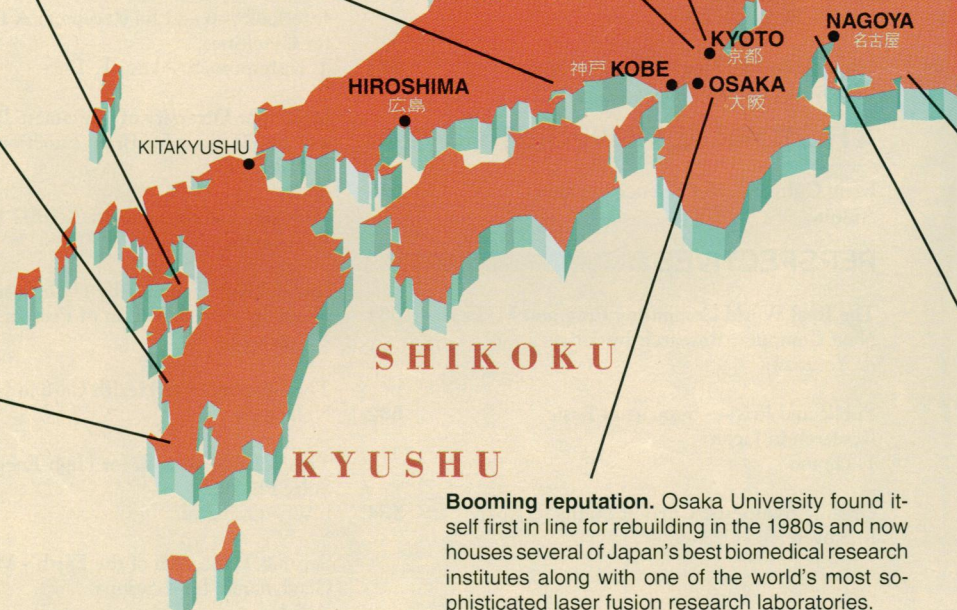 NAGOYA
名古屋
KYOTO
京都
神戸 KOBE
OSAKA
大阪
HIROSHIMA
広島
KITAKYUSHU
SHIKOKU
KYUSHU
Booming reputation. Osaka University found it-
self first in line for rebuilding in the 1980s and now
houses several of Japan's best biomedical research
institutes along with one of the world's most so-
phisticated laser fusion research laboratories.